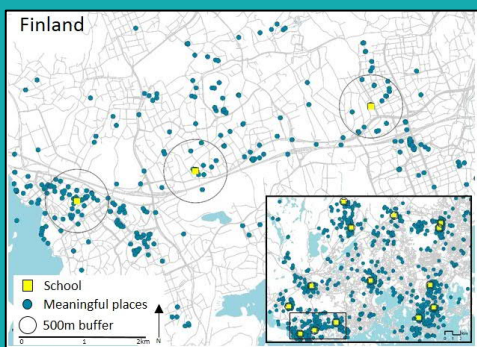 Finland
School
Meaningful places
500m buffer
0 1 2km
N